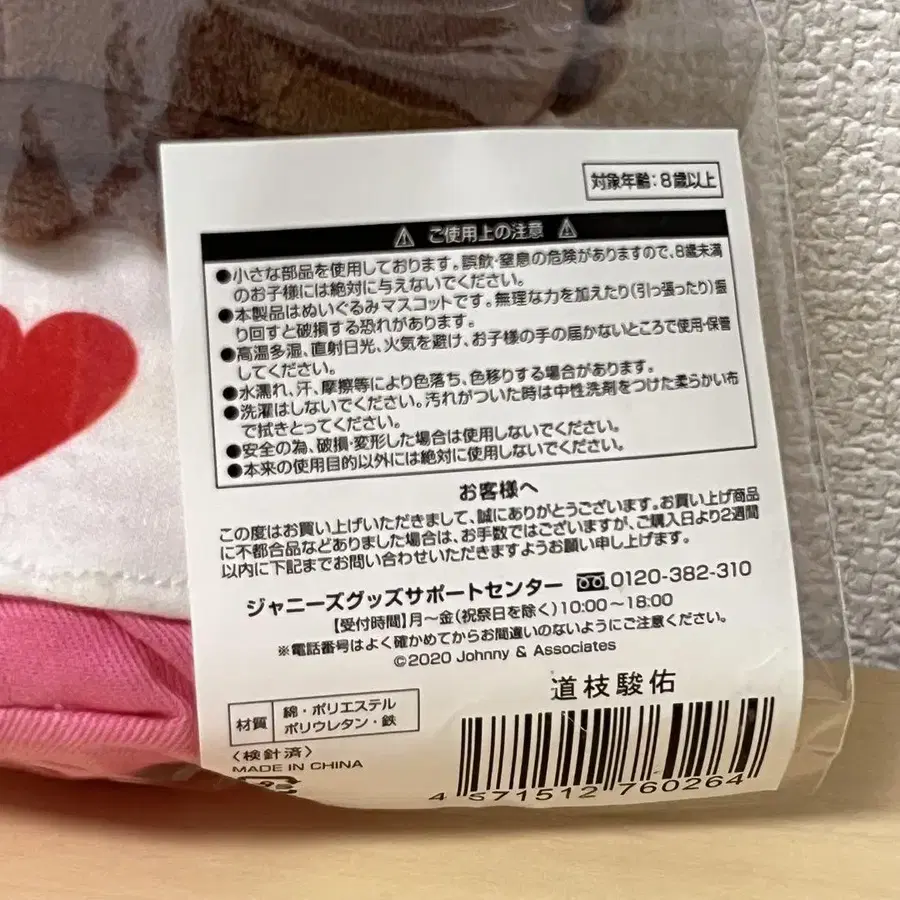 対象年齢:8歳以上
⚠ ご使用上の注意 ⚠
●小さな部品を使用しております。誤飲・窒息の危険がありますので、8歳未満
のお子様には絶対に与えないでください。
●本製品はぬいぐるみマスコットです。無理な力を加えたり(引っ張ったり)振
り回すと破損する恐れがあります。
●高温多湿、直射日光、火気を避け、お子様の手の届かないところで使用・保管
してください。
●水濡れ、汗、摩擦等により色落ち、色移りする場合があります。
●洗濯はしないでください。汚れがついた時は中性洗剤をつけた柔らかい布
で拭きとってください。
●安全の為、破損・変形した場合は使用しないでください。
●本来の使用目的以外には絶対に使用しないでください。
お客様へ
この度はお買い上げいただきまして、誠にありがとうございます。お買い上げ商品
に不都合品などありました場合は、お手数ではございますが、ご購入日より2週間
以内に下記までお問い合わせいただきますようお願い申し上げます。
ジャニーズグッズサポートセンター 0120-382-310
【受付時間】月〜金(祝祭日を除く)10:00〜18:00
※電話番号はよく確かめてからお間違いのないようにご注意ください。
©2020 Johnny & Associates
道枝駿佑
材質 綿・ポリエステル
ポリウレタン・鉄
〈検針済〉
MADE IN CHINA
4 571512 760264